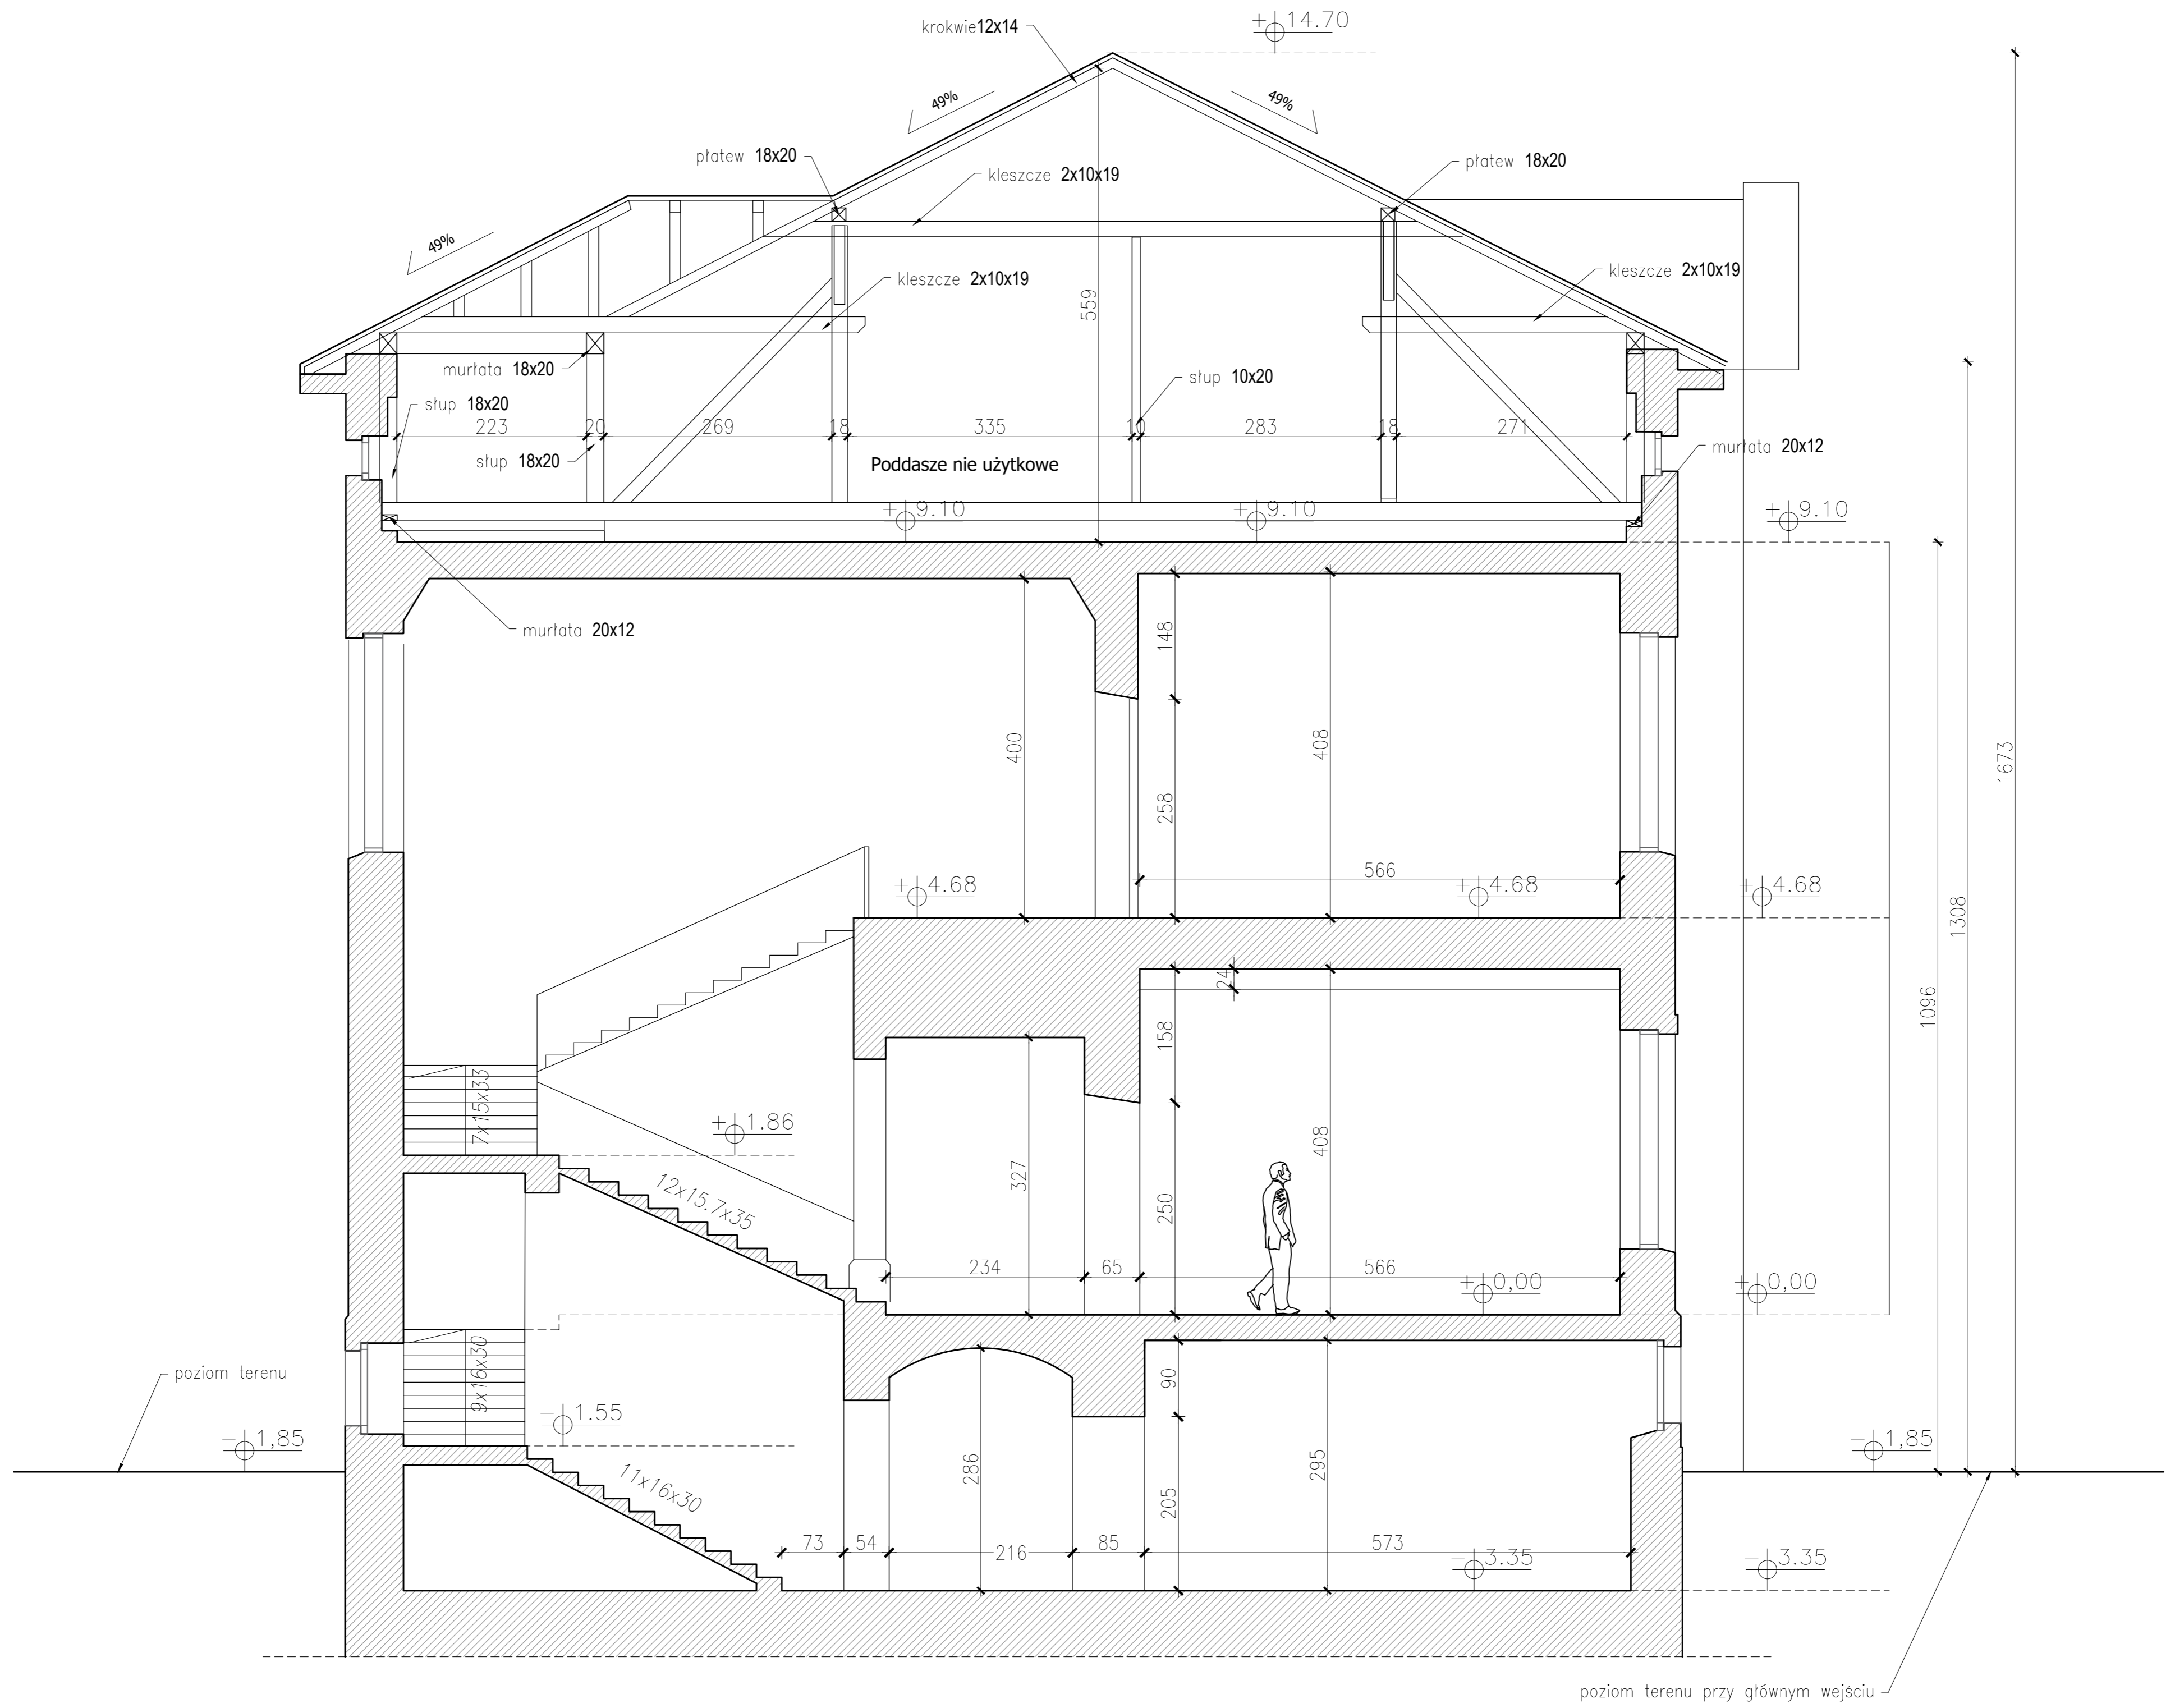 +14.70
krokwie12x14
49%
49%
płatew 18x20
płatew 18x20
kleszcze 2x10x19
49%
kleszcze 2x10x19
kleszcze 2x10x19
559
murłata 18x20
słup 10x20
słup 18x20
223
20
269
18
335
10
283
18
271
murłata 20x12
słup 18x20
Poddasze nie użytkowe
+9.10
+9.10
+9.10
murłata 20x12
148
400
408
258
1673
566
+4.68
+4.68
+4.68
1308
24
1096
158
7x15x33
+1.86
327
408
12x15.7x35
250
234
65
566
+0,00
+0,00
9x16x30
poziom terenu
90
-1.55
-1,85
-1,85
286
295
11x16x30
205
73
54
216
85
573
-3.35
-3.35
poziom terenu przy głównym wejściu